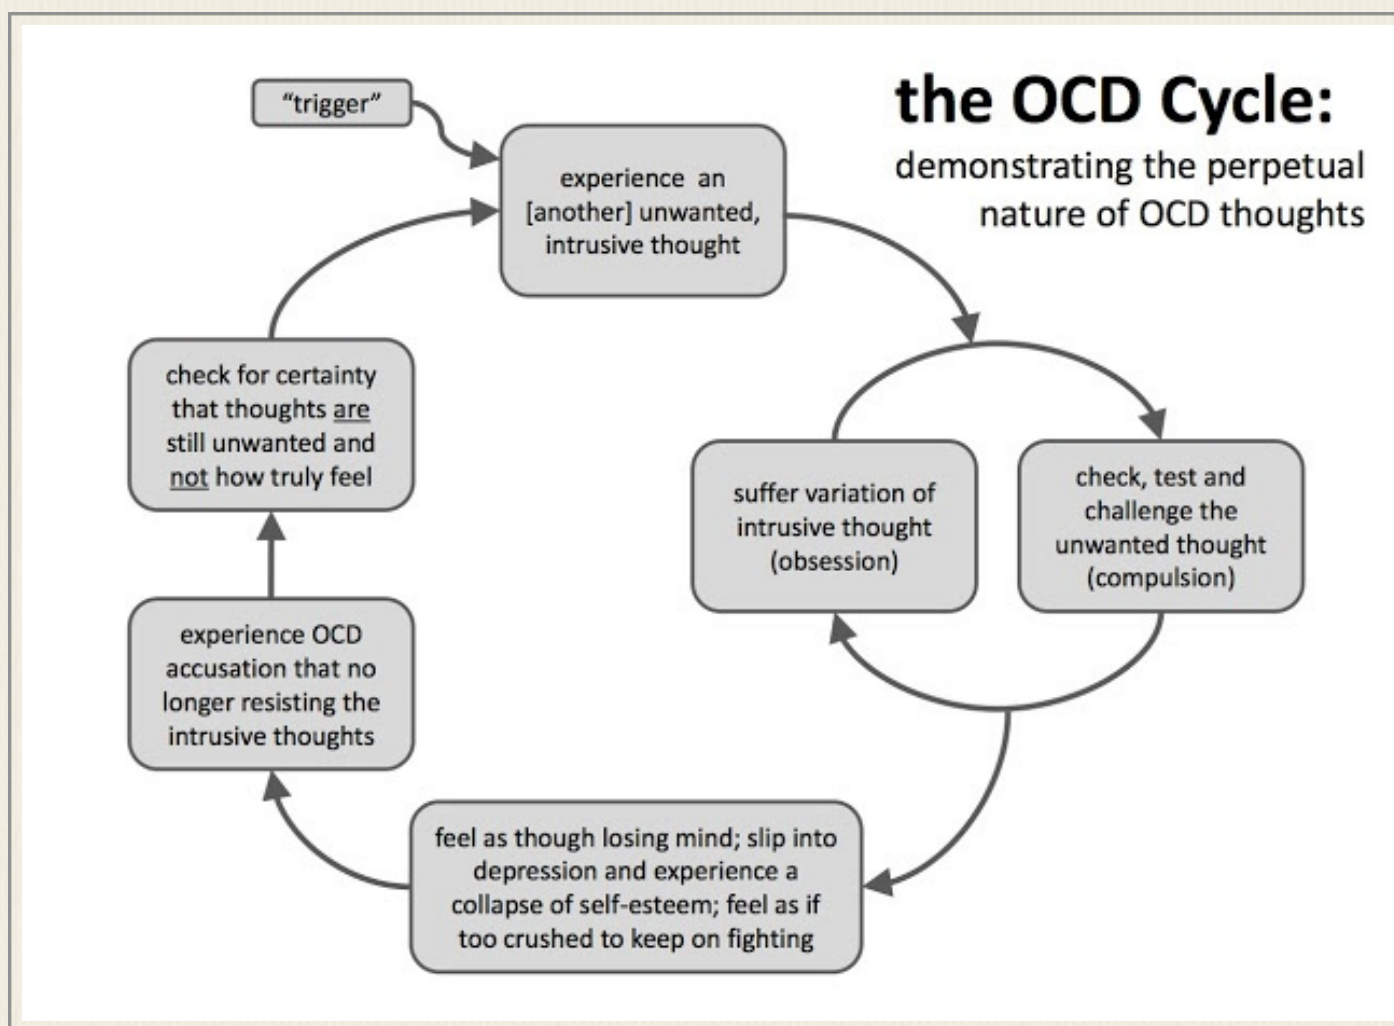 the OCD Cycle:
demonstrating the perpetual
nature of OCD thoughts
“trigger”
experience an
[another] unwanted,
intrusive thought
suffer variation of
intrusive thought
(obsession)
check, test and
challenge the
unwanted thought
(compulsion)
feel as though losing mind; slip into
depression and experience a
collapse of self-esteem; feel as if
too crushed to keep on fighting
experience OCD
accusation that no
longer resisting the
intrusive thoughts
check for certainty
that thoughts are
still unwanted and
not how truly feel